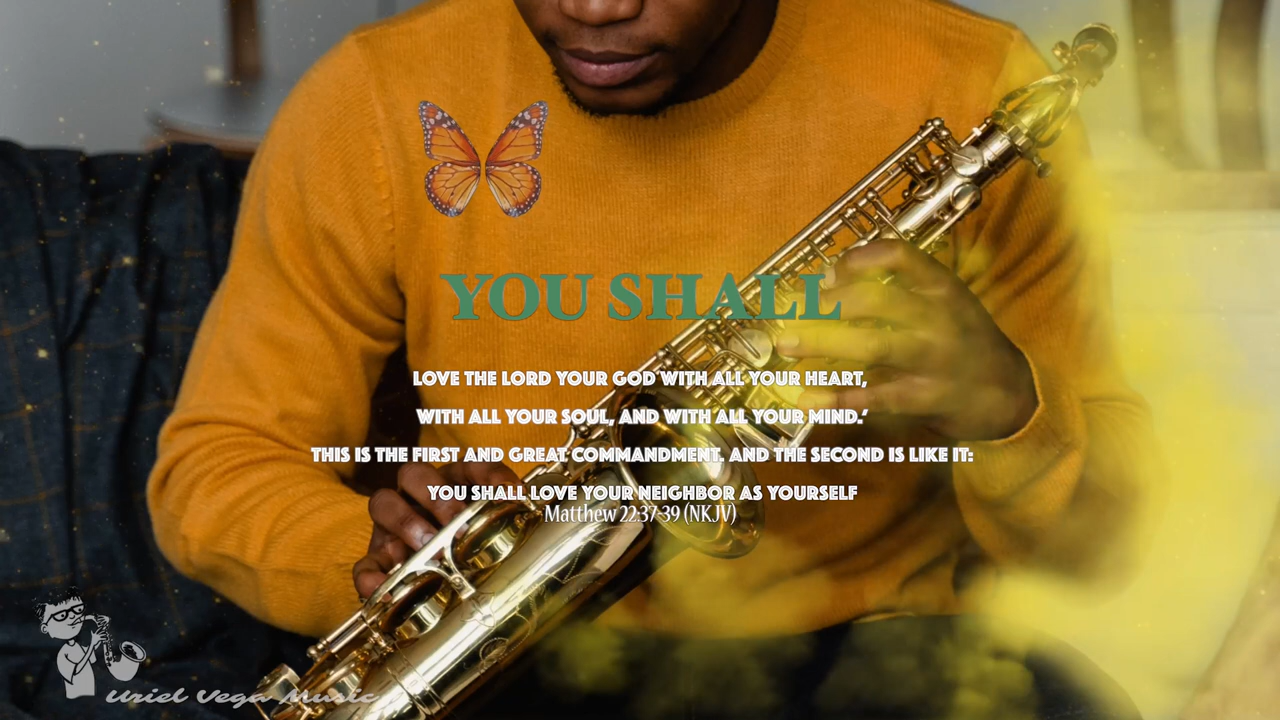 YOU SHALL
LOVE THE LORD YOUR GOD WITH ALL YOUR HEART,
WITH ALL YOUR SOUL, AND WITH ALL YOUR MIND.'
THIS IS THE FIRST AND GREAT COMMANDMENT. AND THE SECOND IS LIKE IT:
YOU SHALL LOVE YOUR NEIGHBOR AS YOURSELF
Matthew 22:37-39 (NKJV)
Uriel Vega Music